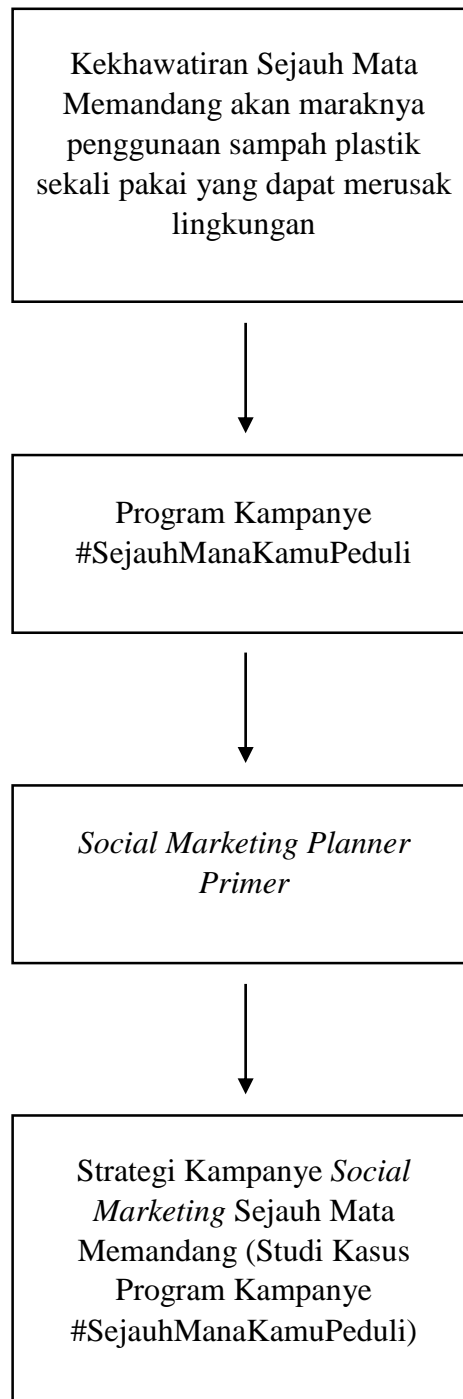 Kekhawatiran Sejauh Mata
Memandang akan maraknya
penggunaan sampah plastik
sekali pakai yang dapat merusak
lingkungan
Program Kampanye
#SejauhManaKamuPeduli
Social Marketing Planner
Primer
Strategi Kampanye Social
Marketing Sejauh Mata
Memandang (Studi Kasus
Program Kampanye
#SejauhManaKamuPeduli)